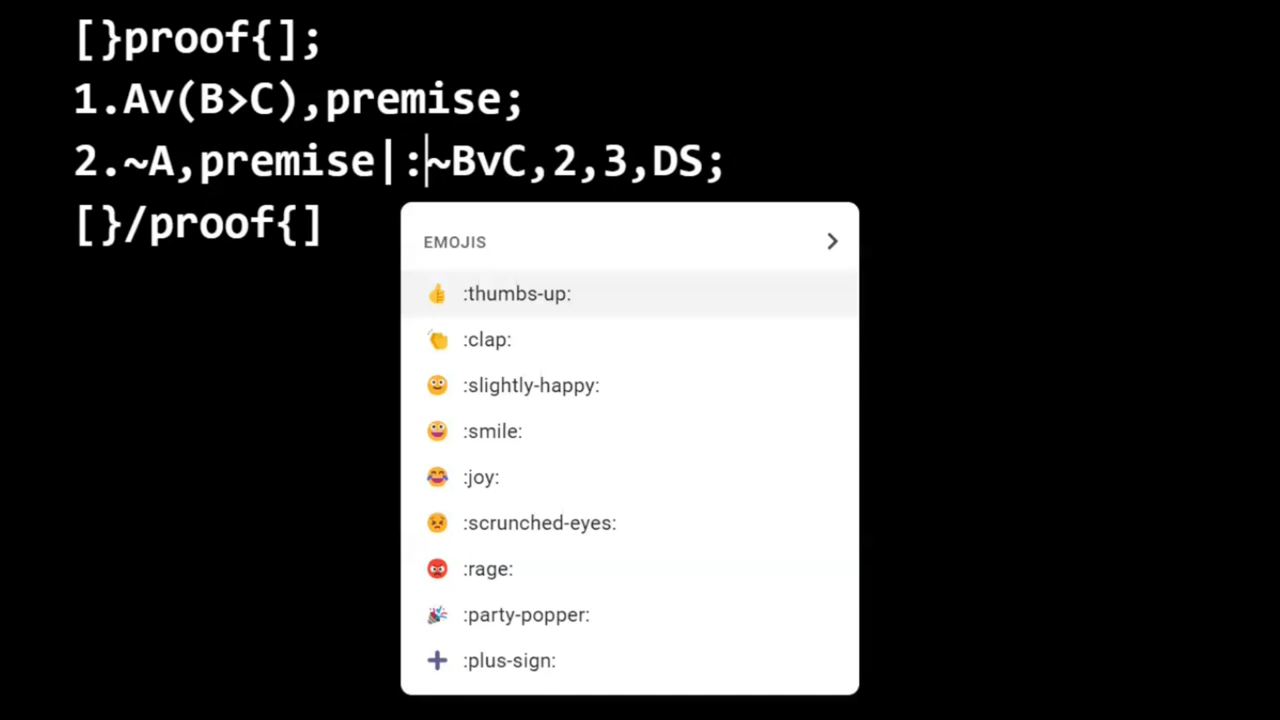 [}proof{];
1.Av(B>C),premise;
2.~A,premise|:~BvC,2,3,DS;
[}/proof{]
EMOJIS
:thumbs-up:
:clap:
:slightly-happy:
:smile:
:joy:
:scrunched-eyes:
:rage:
:party-popper:
:plus-sign: